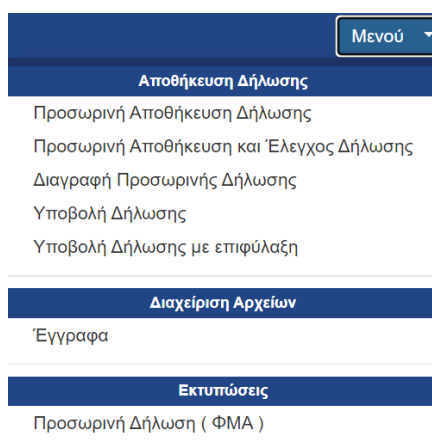 Μενού
Αποθήκευση Δήλωσης
Προσωρινή Αποθήκευση Δήλωσης
Προσωρινή Αποθήκευση και Έλεγχος Δήλωσης
Διαγραφή Προσωρινής Δήλωσης
Υποβολή Δήλωσης
Υποβολή Δήλωσης με επιφύλαξη
Διαχείριση Αρχείων
Έγγραφα
Εκτυπώσεις
Προσωρινή Δήλωση ( ΦΜΑ )